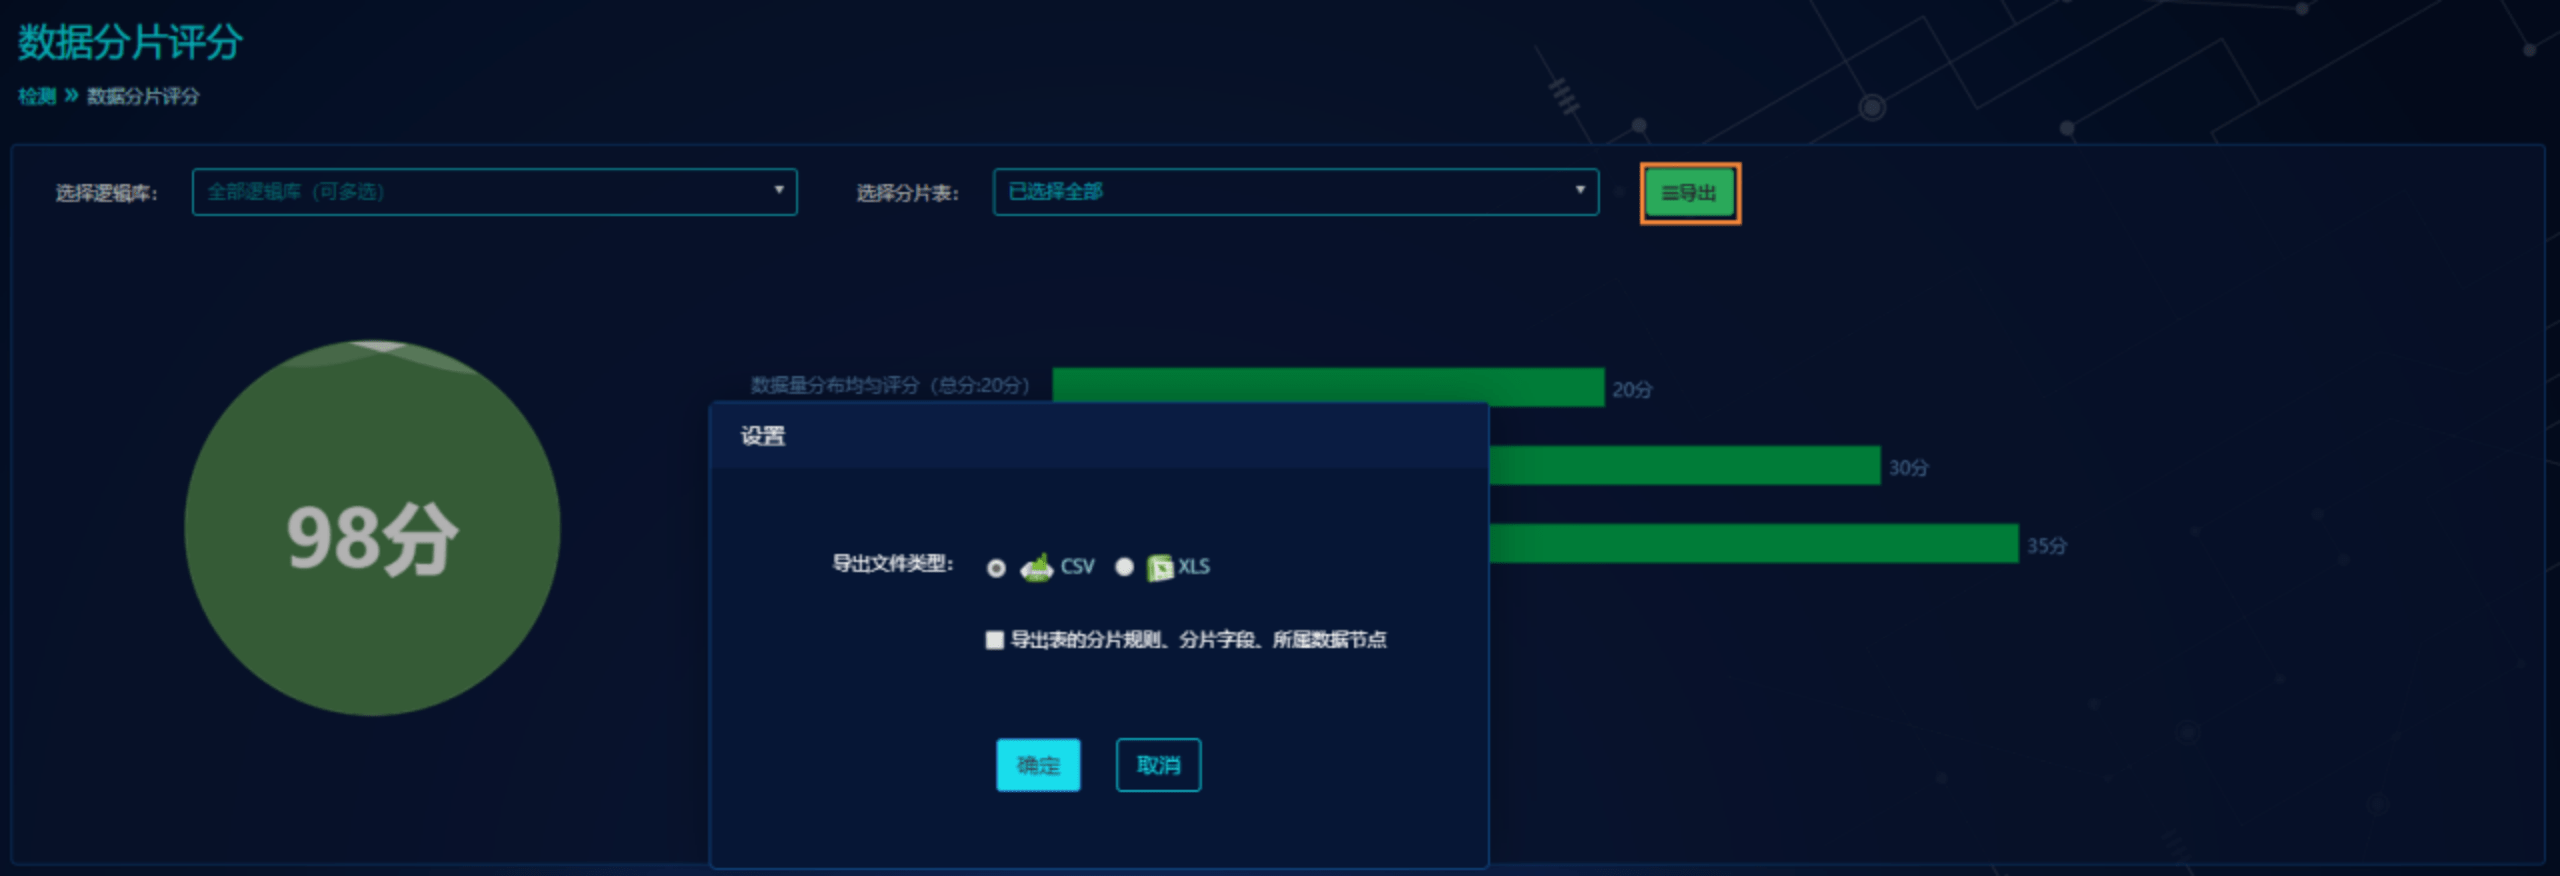 数据分片评分
检测 » 数据分片评分
选择逻辑库： 全部逻辑库（可多选） 选择分片表： 已选择全部 导出
数据量分布均匀评分（总分:20分） 20分
30分
35分
98分
设置
导出文件类型： CSV XLS
导出表的分片规则、分片字段、所属数据节点
确定 取消